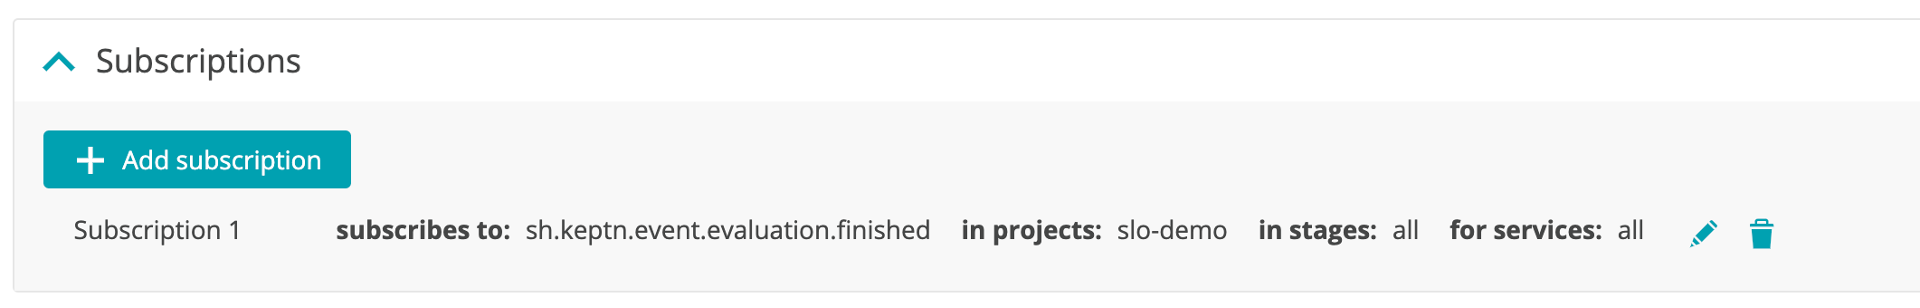 Subscriptions
Add subscription
Subscription 1 subscribes to: sh.keptn.event.evaluation.finished in projects: slo-demo in stages: all for services: all